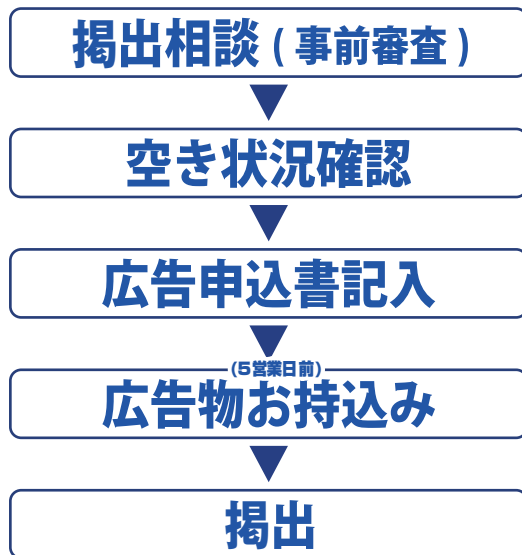 掲出相談(事前審査)
空き状況確認
広告申込書記入
(5営業日前)
広告物お持込み
掲出